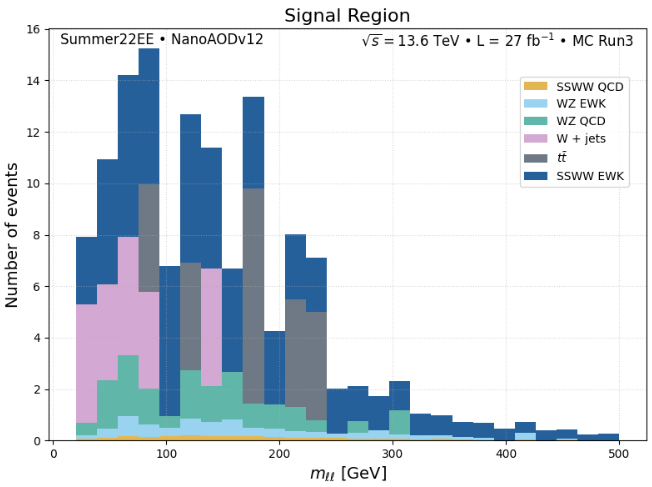 Signal Region
Summer22EE • NanoAODv12
√s = 13.6 TeV • L = 27 fb⁻¹ • MC Run3
SSWW QCD
WZ EWK
WZ QCD
W + jets
tt̄
SSWW EWK
Number of events
16
14
12
10
8
6
4
2
0
0 100 200 300 400 500
m_ℓℓ [GeV]